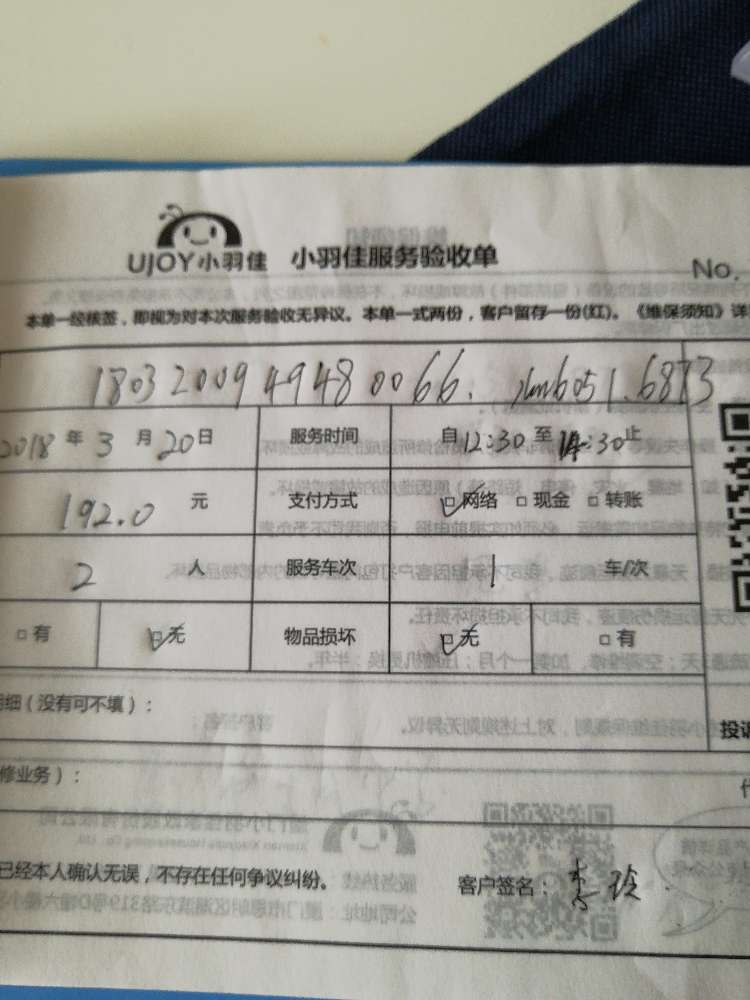 UJOY小羽佳 小羽佳服务验收单
No.
本单一经核签，即视为对本次服务验收无异议。本单一式两份，客户留存一份(红)。《维保须知》详
1803200949480066.
2018年3月20日 服务时间 自12:30至14:30止
192.0元 支付方式 ☑网络 □现金 □转账
2人 服务车次 1车/次
□有 ☑无 物品损坏 ☑无 □有
细（没有可不填）：
投诉
修业务）：
已经本人确认无误，不存在任何争议纠纷。 客户签名：李玲